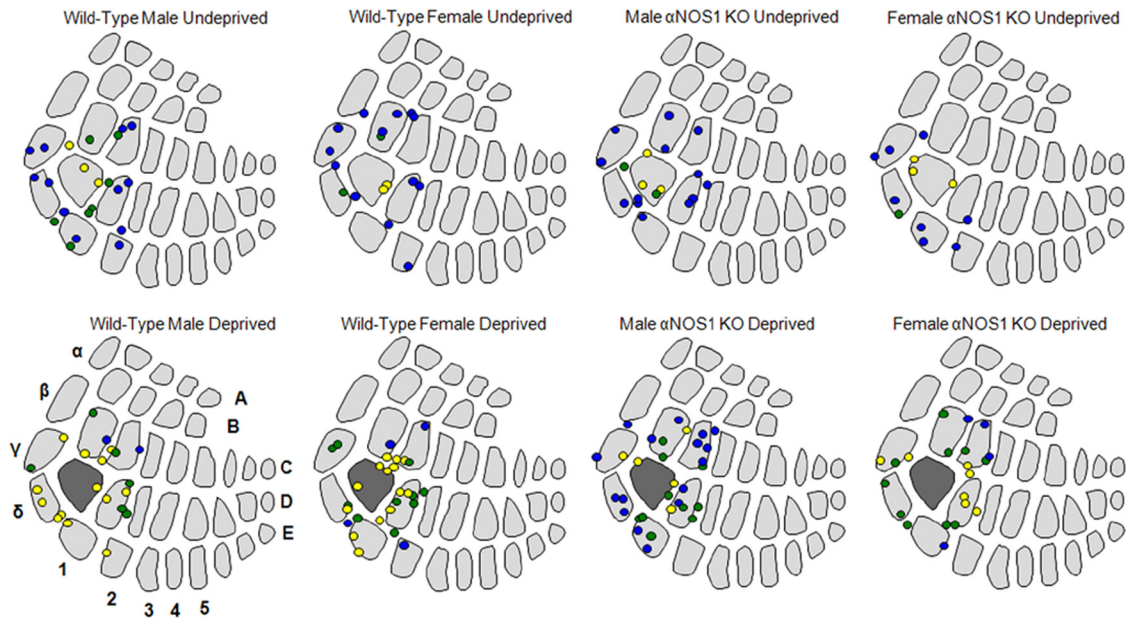 Wild-Type Male Undeprived
Wild-Type Female Undeprived
Male αNOS1 KO Undeprived
Female αNOS1 KO Undeprived
Wild-Type Male Deprived
Wild-Type Female Deprived
Male αNOS1 KO Deprived
Female αNOS1 KO Deprived
α
β
γ
δ
A
B
C
D
E
1
2
3
4
5